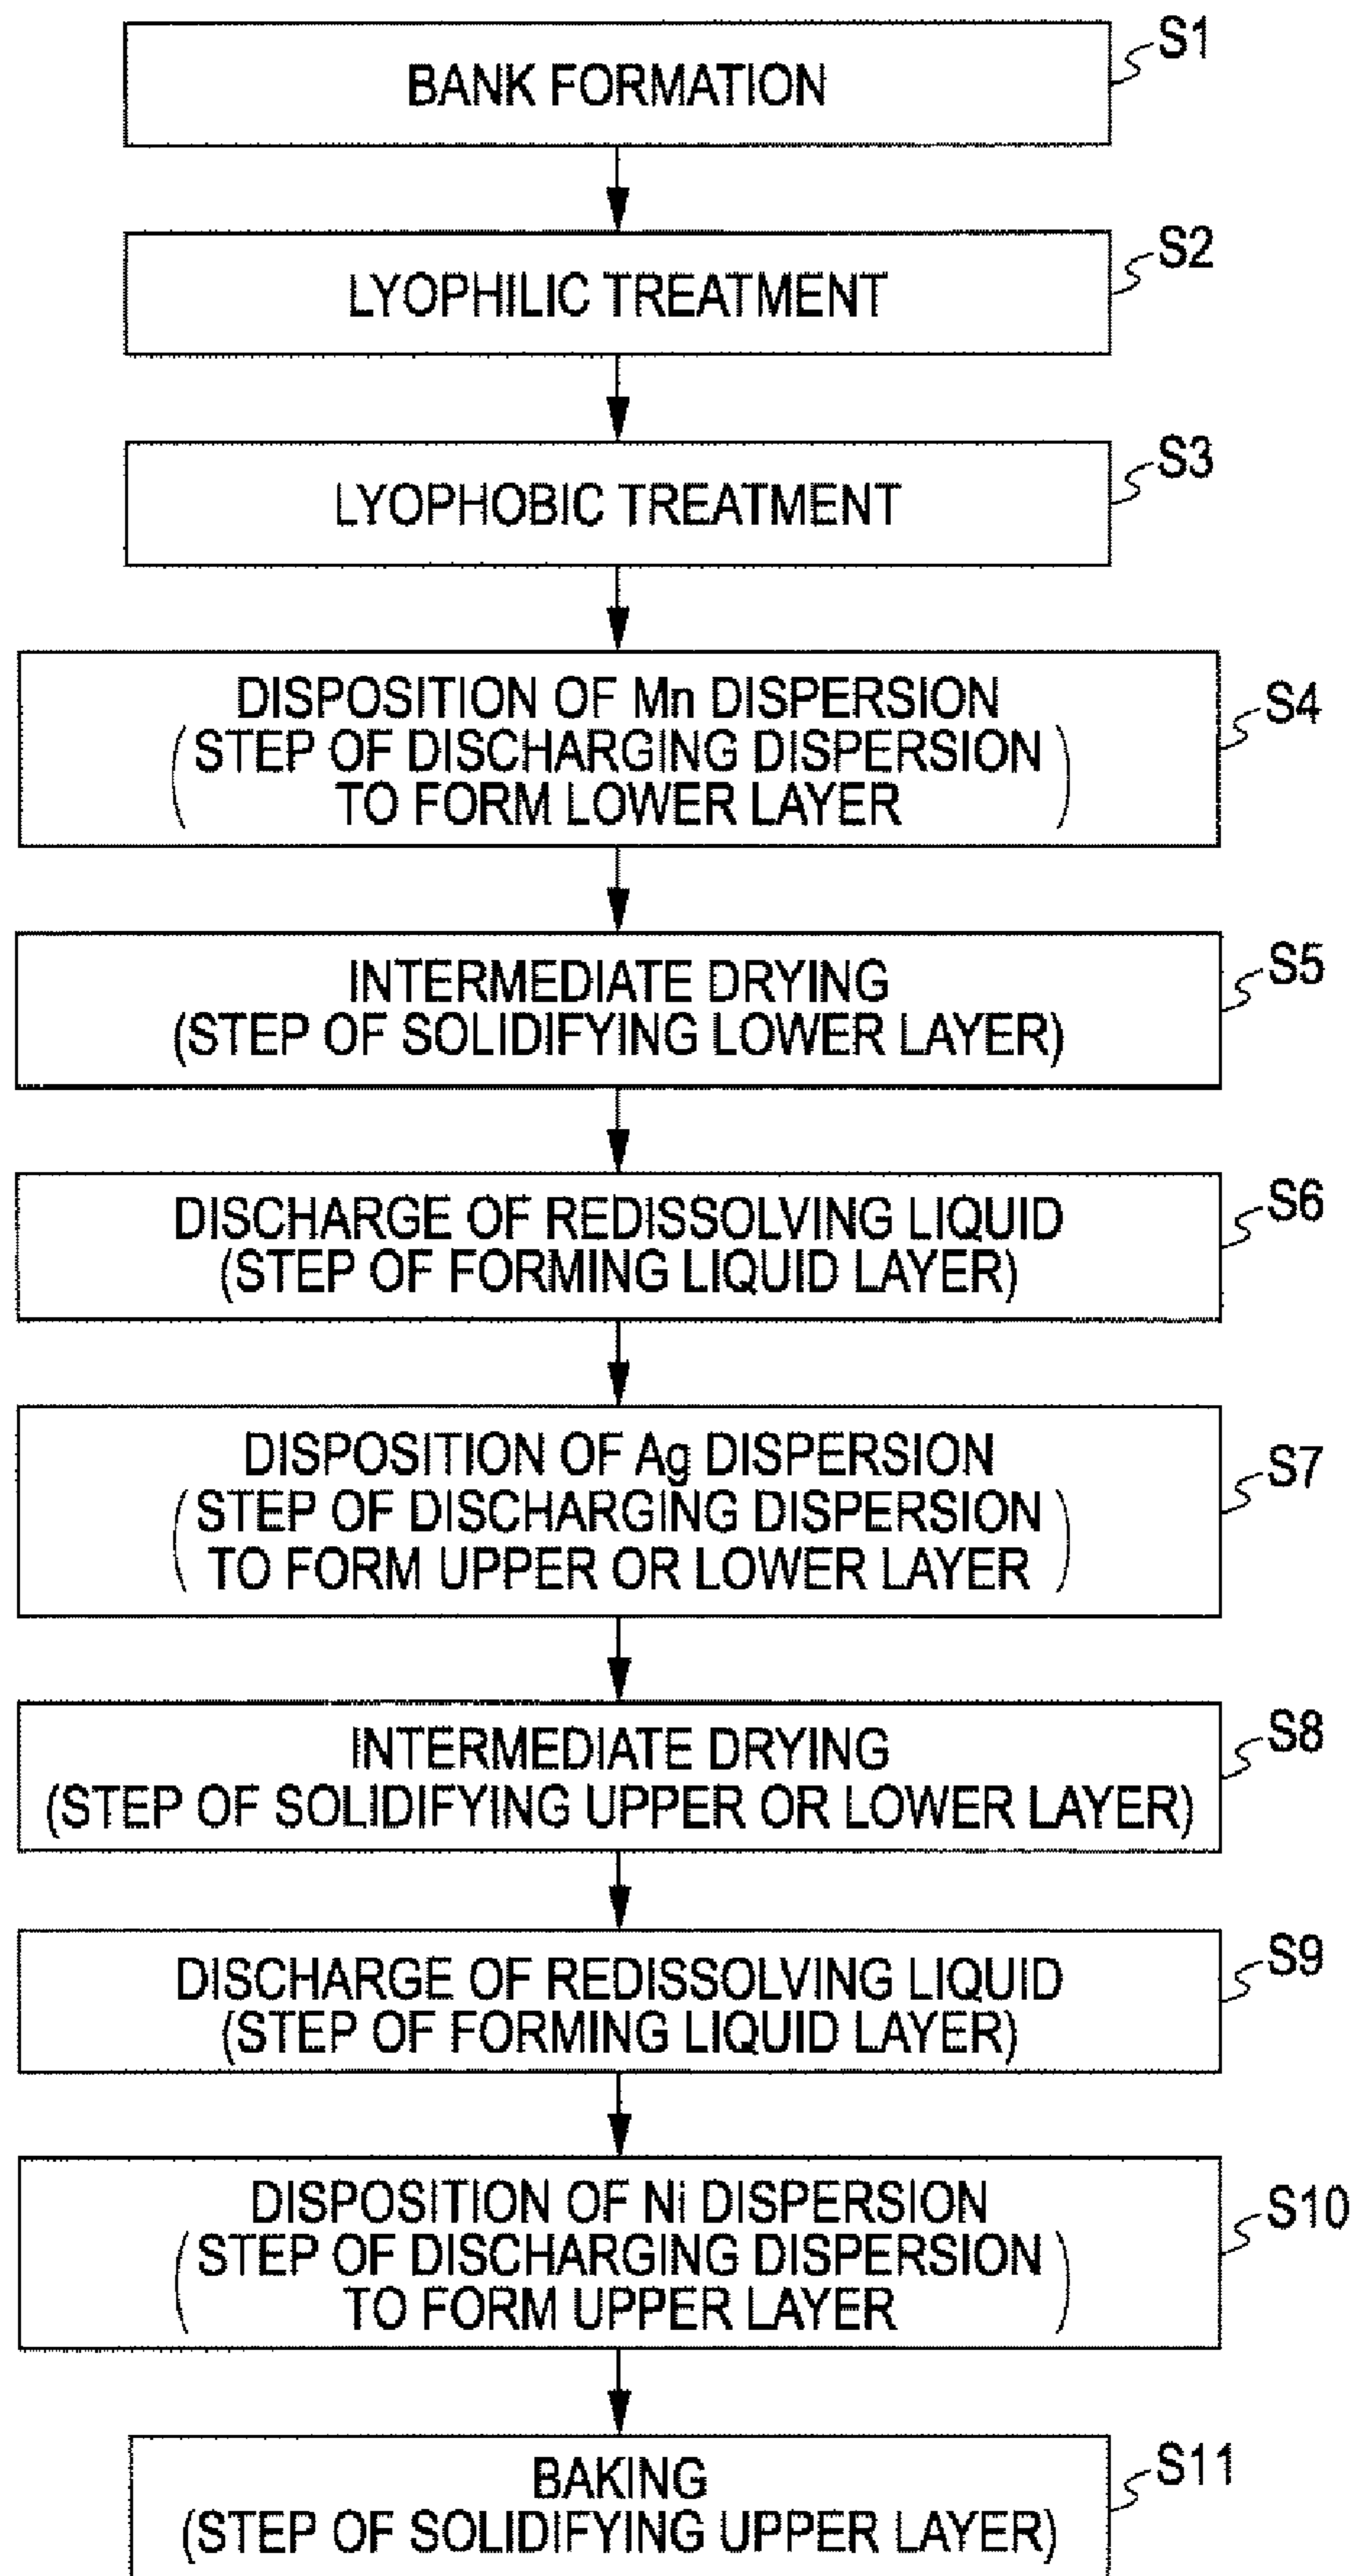 S1
BANK FORMATION
S2
LYOPHILIC TREATMENT
S3
LYOPHOBIC TREATMENT
S4
DISPOSITION OF Mn DISPERSION
(STEP OF DISCHARGING DISPERSION
TO FORM LOWER LAYER)
S5
INTERMEDIATE DRYING
(STEP OF SOLIDIFYING LOWER LAYER)
S6
DISCHARGE OF REDISSOLVING LIQUID
(STEP OF FORMING LIQUID LAYER)
S7
DISPOSITION OF Ag DISPERSION
(STEP OF DISCHARGING DISPERSION
TO FORM UPPER OR LOWER LAYER)
S8
INTERMEDIATE DRYING
(STEP OF SOLIDIFYING UPPER OR LOWER LAYER)
S9
DISCHARGE OF REDISSOLVING LIQUID
(STEP OF FORMING LIQUID LAYER)
S10
DISPOSITION OF Ni DISPERSION
(STEP OF DISCHARGING DISPERSION
TO FORM UPPER LAYER)
S11
BAKING
(STEP OF SOLIDIFYING UPPER LAYER)